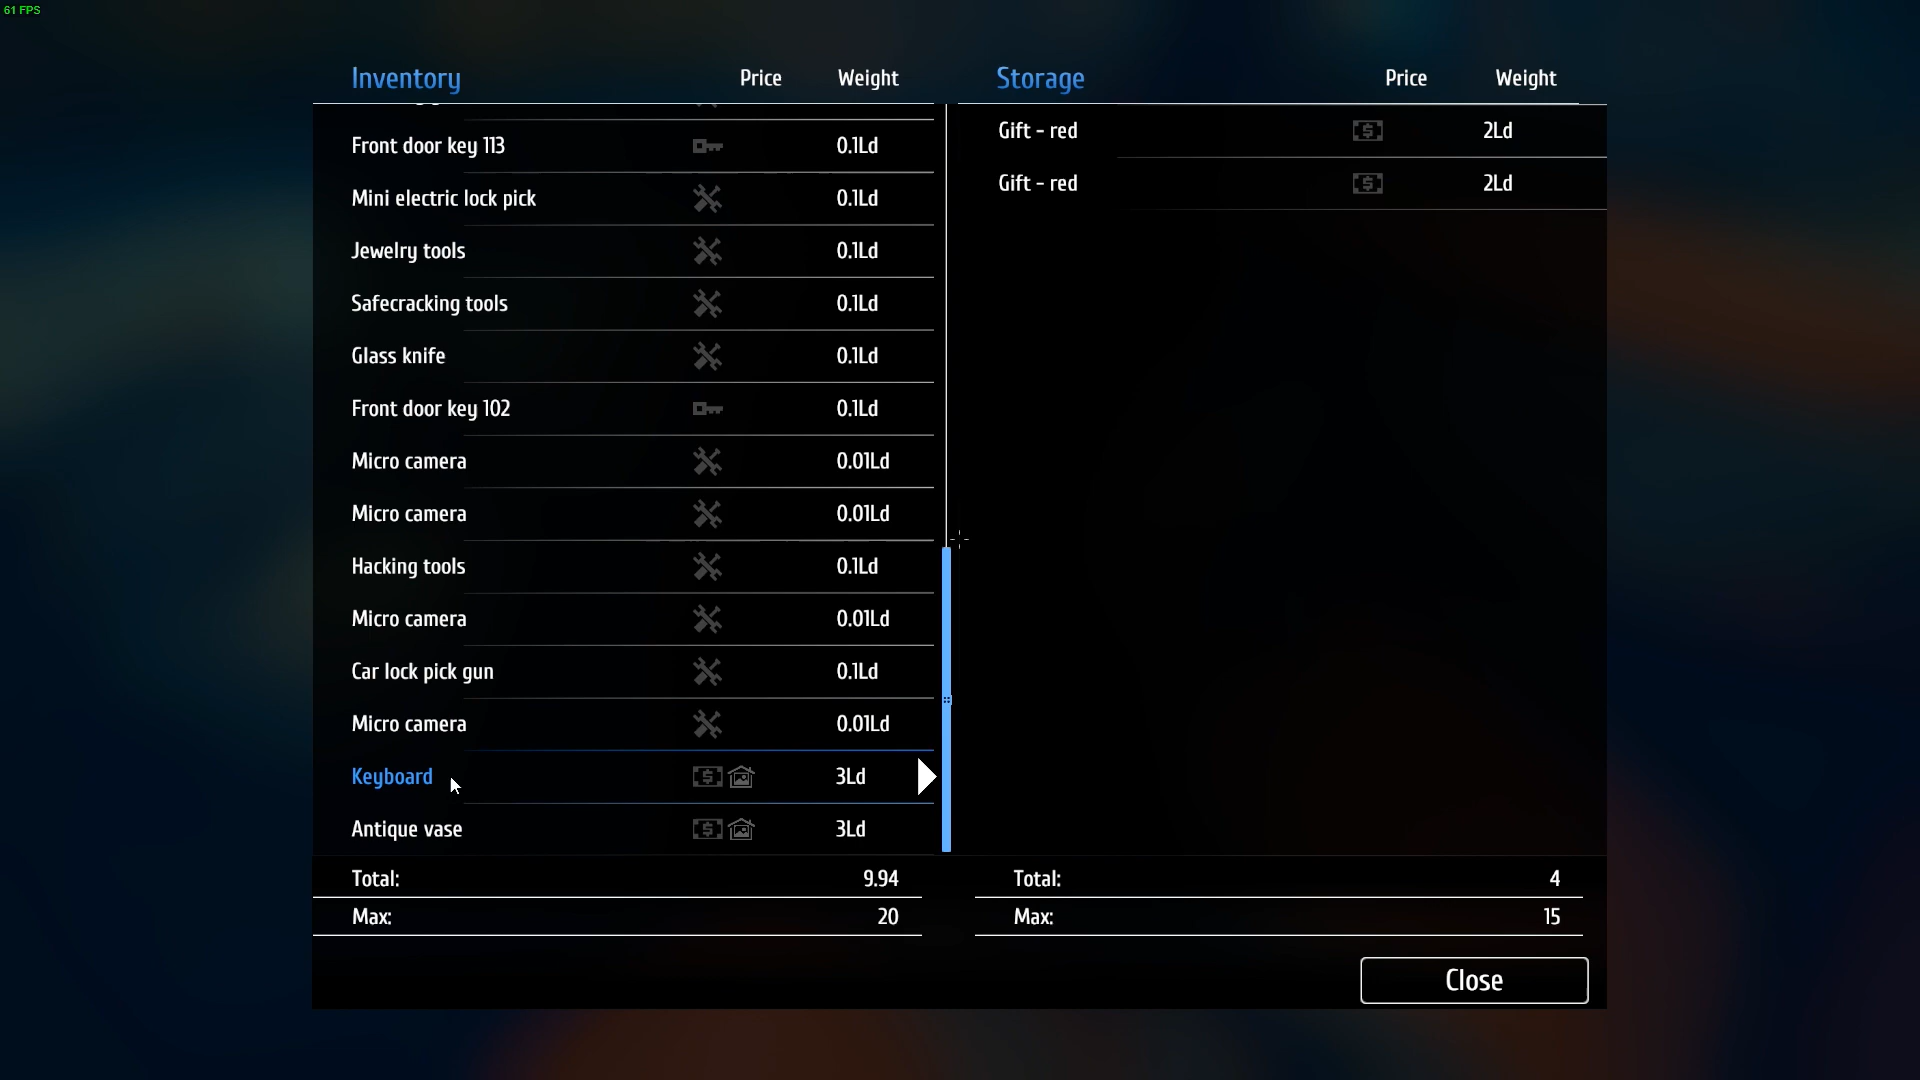 61 FPS
Inventory Price Weight
Front door key 113 0.1Ld
Mini electric lock pick 0.1Ld
Jewelry tools 0.1Ld
Safecracking tools 0.1Ld
Glass knife 0.1Ld
Front door key 102 0.1Ld
Micro camera 0.01Ld
Micro camera 0.01Ld
Hacking tools 0.1Ld
Micro camera 0.01Ld
Car lock pick gun 0.1Ld
Micro camera 0.01Ld
Keyboard 3Ld
Antique vase 3Ld
Total: 9.94
Max: 20
Storage Price Weight
Gift - red 2Ld
Gift - red 2Ld
Total: 4
Max: 15
Close